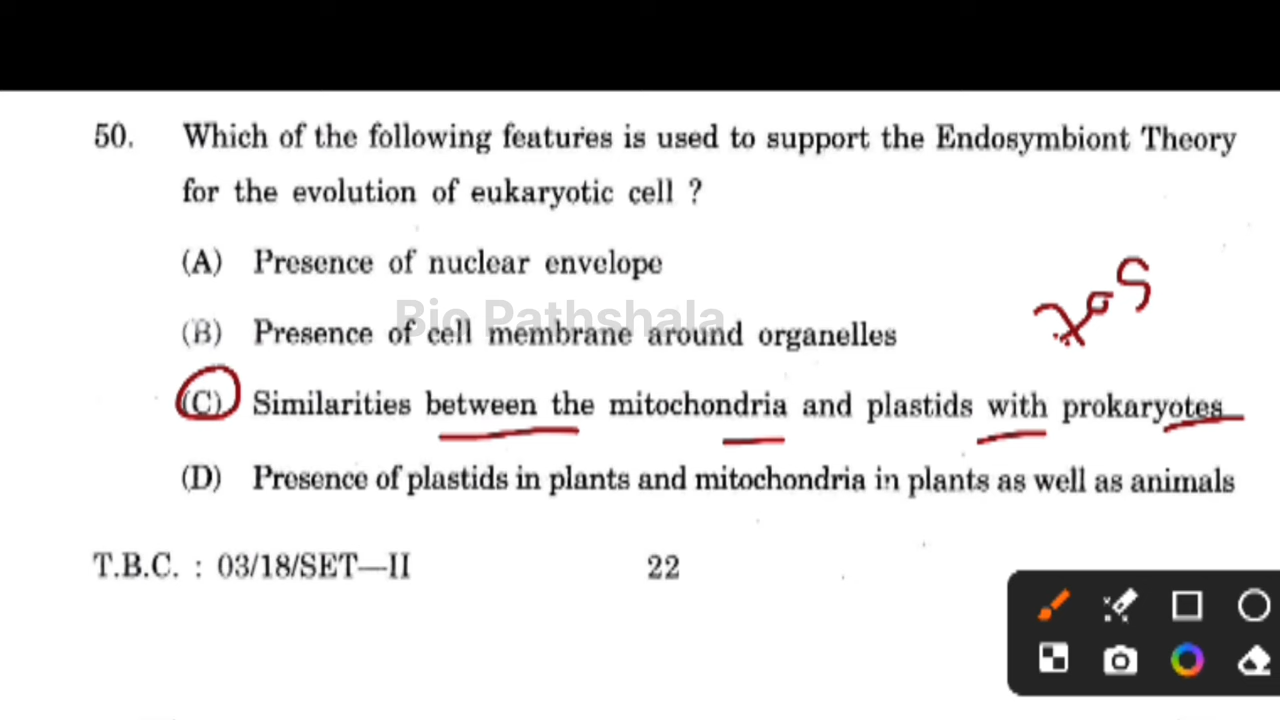 50. Which of the following features is used to support the Endosymbiont Theory
for the evolution of eukaryotic cell ?
(A) Presence of nuclear envelope
Bio Pathshala
(B) Presence of cell membrane around organelles
(C) Similarities between the mitochondria and plastids with prokaryotes
(D) Presence of plastids in plants and mitochondria in plants as well as animals
T.B.C. : 03/18/SET—II 22